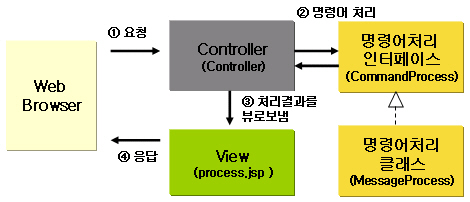 ① 요청
② 명령어 처리
Web
Browser
Controller
(Controller)
명령어처리
인터페이스
(CommandProcess)
③ 처리결과를
뷰로보냄
④ 응답
View
(process.jsp )
명령어처리
클래스
(MessageProcess)